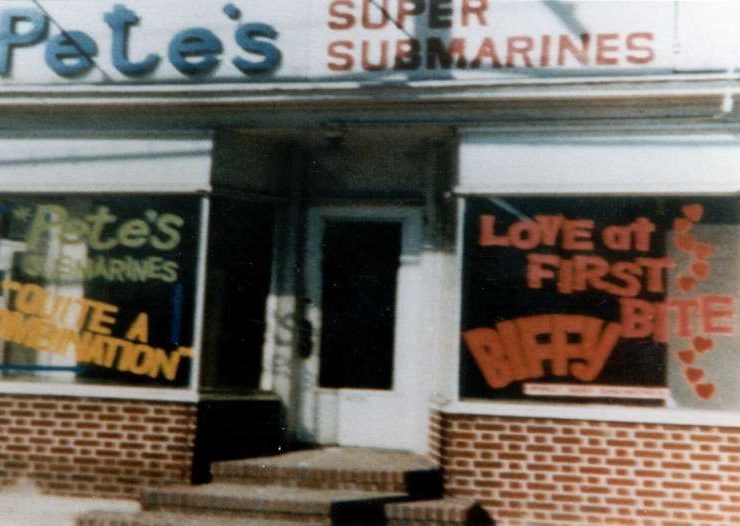 Pete's
SUPER
SUBMARINES
"Pete's
SUBMARINES
"QUITE A
COMBINATION"
LOVE at
FIRST
BITE
BIFFY